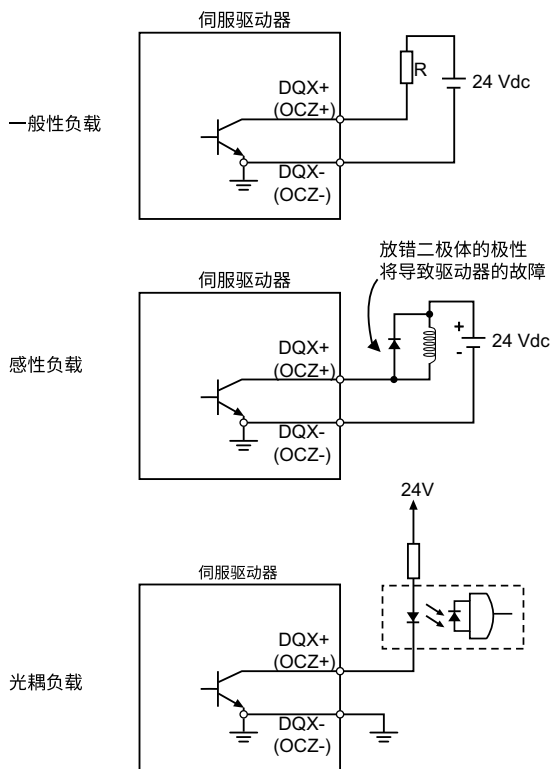 伺服驱动器
DQX+
(OCZ+)
R
24 Vdc
一般性负载
DQX-
(OCZ-)
放错二极体的极性
将导致驱动器的故障
伺服驱动器
DQX+
(OCZ+)
+
-
24 Vdc
感性负载
DQX-
(OCZ-)
24V
伺服驱动器
DQX+
(OCZ+)
光耦负载
DQX-
(OCZ-)